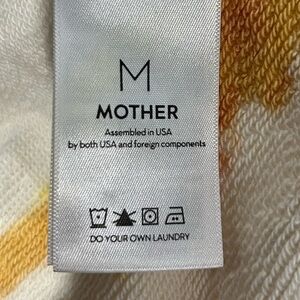 M
MOTHER
Assembled in USA
by both USA and foreign components
DO YOUR OWN LAUNDRY